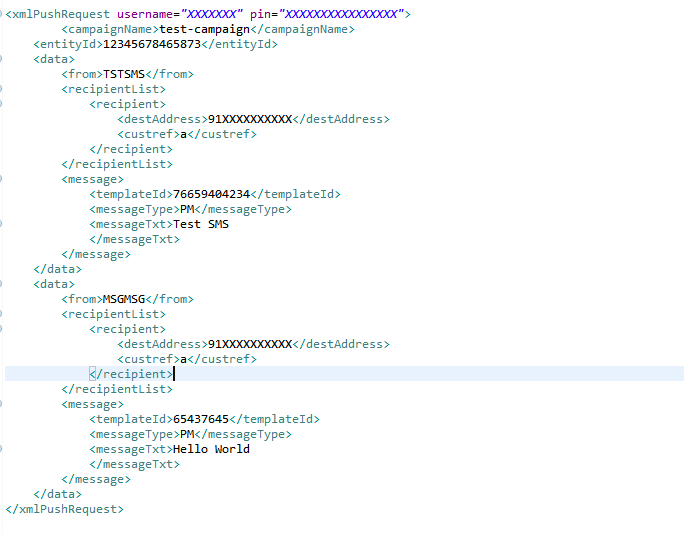 <xmlPushRequest username="XXXXXXX" pin="XXXXXXXXXXXXXXXX">
<campaignName>test-campaign</campaignName>
<entityId>12345678465873</entityId>
<data>
<from>TSTSMS</from>
<recipientList>
<recipient>
<destAddress>91XXXXXXXXXX</destAddress>
<custref>a</custref>
</recipient>
</recipientList>
<message>
<templateId>76659404234</templateId>
<messageType>PM</messageType>
<messageTxt>Test SMS
</messageTxt>
</message>
</data>
<data>
<from>MSGMSG</from>
<recipientList>
<recipient>
<destAddress>91XXXXXXXXXX</destAddress>
<custref>a</custref>
</recipient>
</recipientList>
<message>
<templateId>65437645</templateId>
<messageType>PM</messageType>
<messageTxt>Hello World
</messageTxt>
</message>
</data>
</xmlPushRequest>